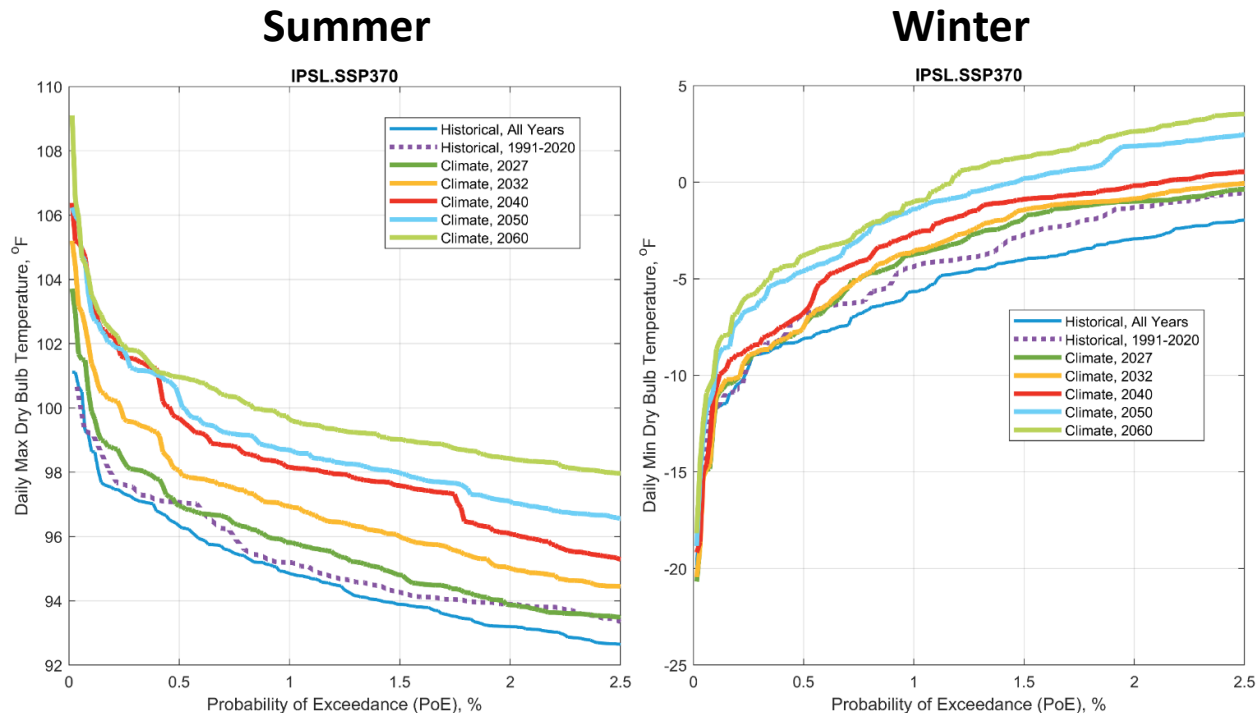 Summer
IPSL.SSP370
110
108
106
104
102
100
98
96
94
92
0
0.5
1
1.5
2
2.5
Daily Max Dry Bulb Temperature, °F
Probability of Exceedance (PoE), %
Historical, All Years
Historical, 1991-2020
Climate, 2027
Climate, 2032
Climate, 2040
Climate, 2050
Climate, 2060
Winter
IPSL.SSP370
5
0
-5
-10
-15
-20
-25
0
0.5
1
1.5
2
2.5
Daily Min Dry Bulb Temperature, °F
Probability of Exceedance (PoE), %
Historical, All Years
Historical, 1991-2020
Climate, 2027
Climate, 2032
Climate, 2040
Climate, 2050
Climate, 2060